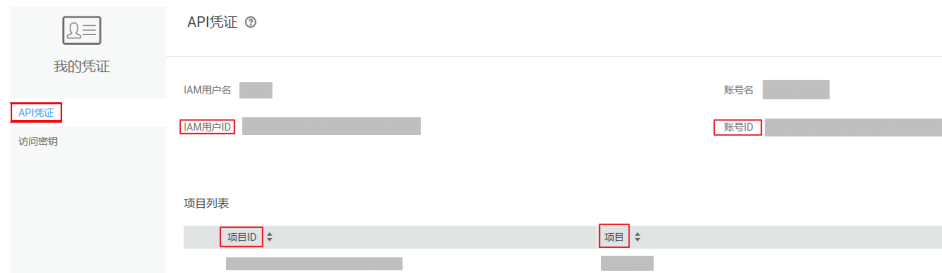 API凭证
我的凭证
IAM用户名
账号名
API凭证
IAM用户ID
账号ID
访问密钥
项目列表
项目ID
项目